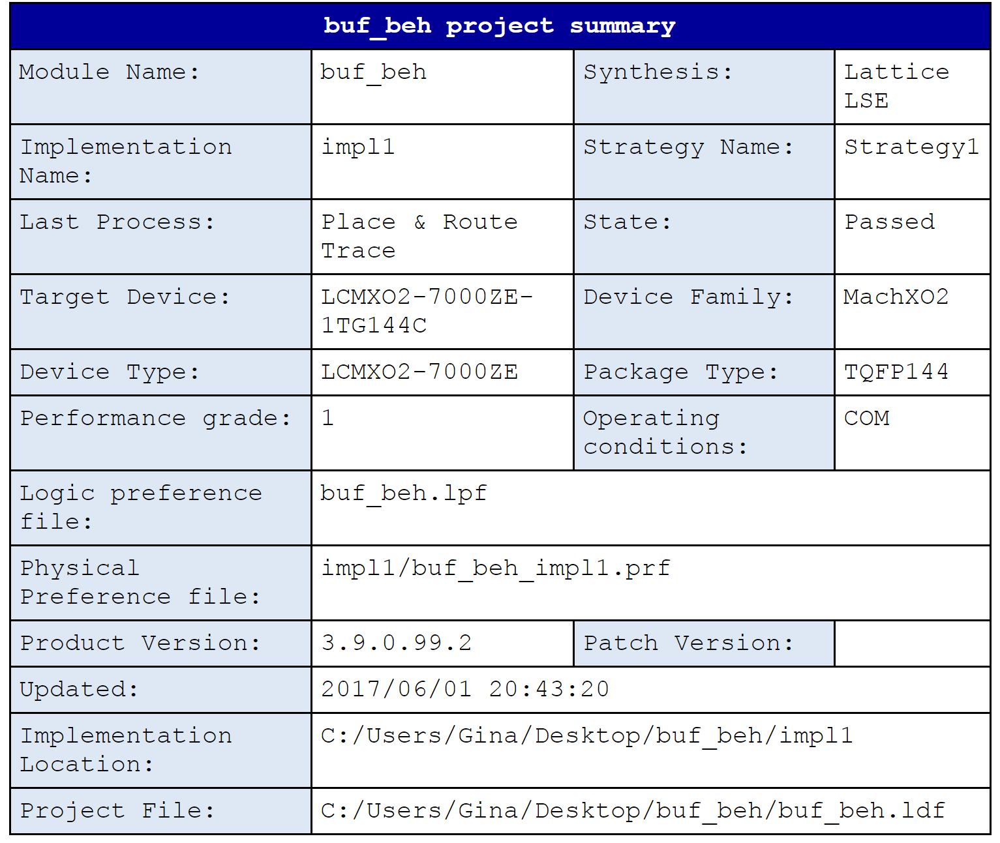 buf_beh project summary
Module Name:
buf_beh
Synthesis:
Lattice
LSE
Implementation
Name:
impl1
Strategy Name:
Strategy1
Last Process:
Place & Route
Trace
State:
Passed
Target Device:
LCMXO2-7000ZE-
1TG144C
Device Family:
MachXO2
Device Type:
LCMXO2-7000ZE
Package Type:
TQFP144
Performance grade:
1
Operating
conditions:
COM
Logic preference
file:
buf_beh.lpf
Physical
Preference file:
impl1/buf_beh_impl1.prf
Product Version:
3.9.0.99.2
Patch Version:
Updated:
2017/06/01 20:43:20
Implementation
Location:
C:/Users/Gina/Desktop/buf_beh/impl1
Project File:
C:/Users/Gina/Desktop/buf_beh/buf_beh.ldf